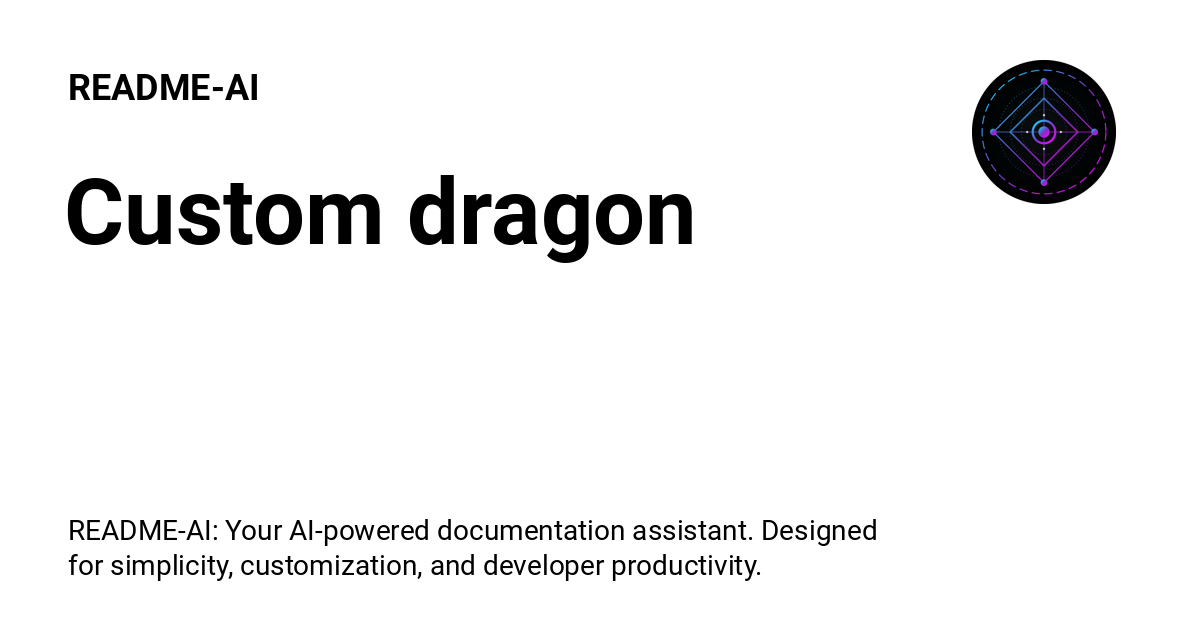 README-AI
Custom dragon
README-AI: Your AI-powered documentation assistant. Designed
for simplicity, customization, and developer productivity.